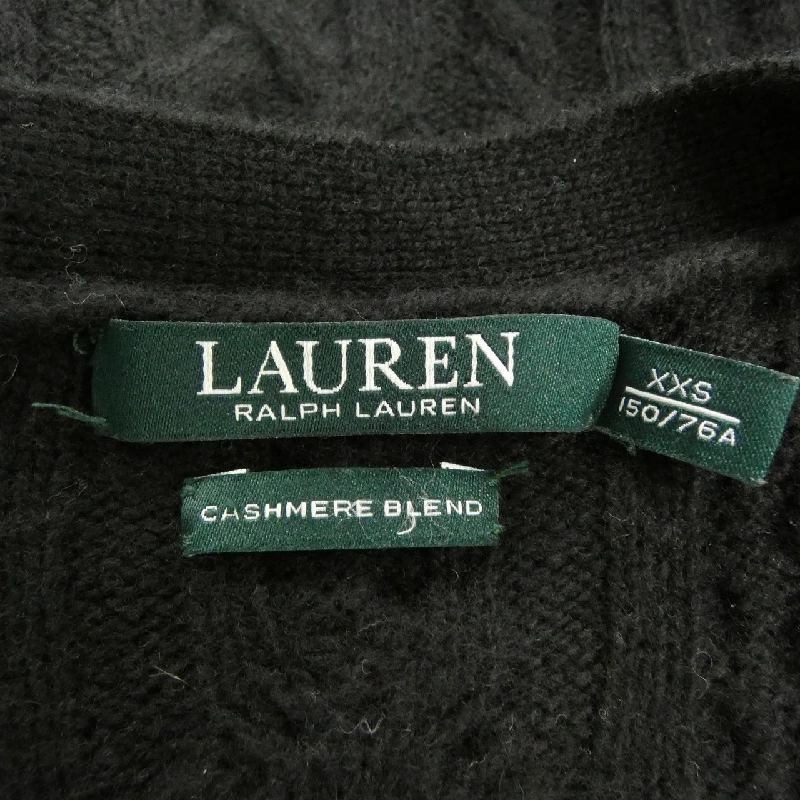 LAUREN
RALPH LAUREN
XXS
150/76A
CASHMERE BLEND